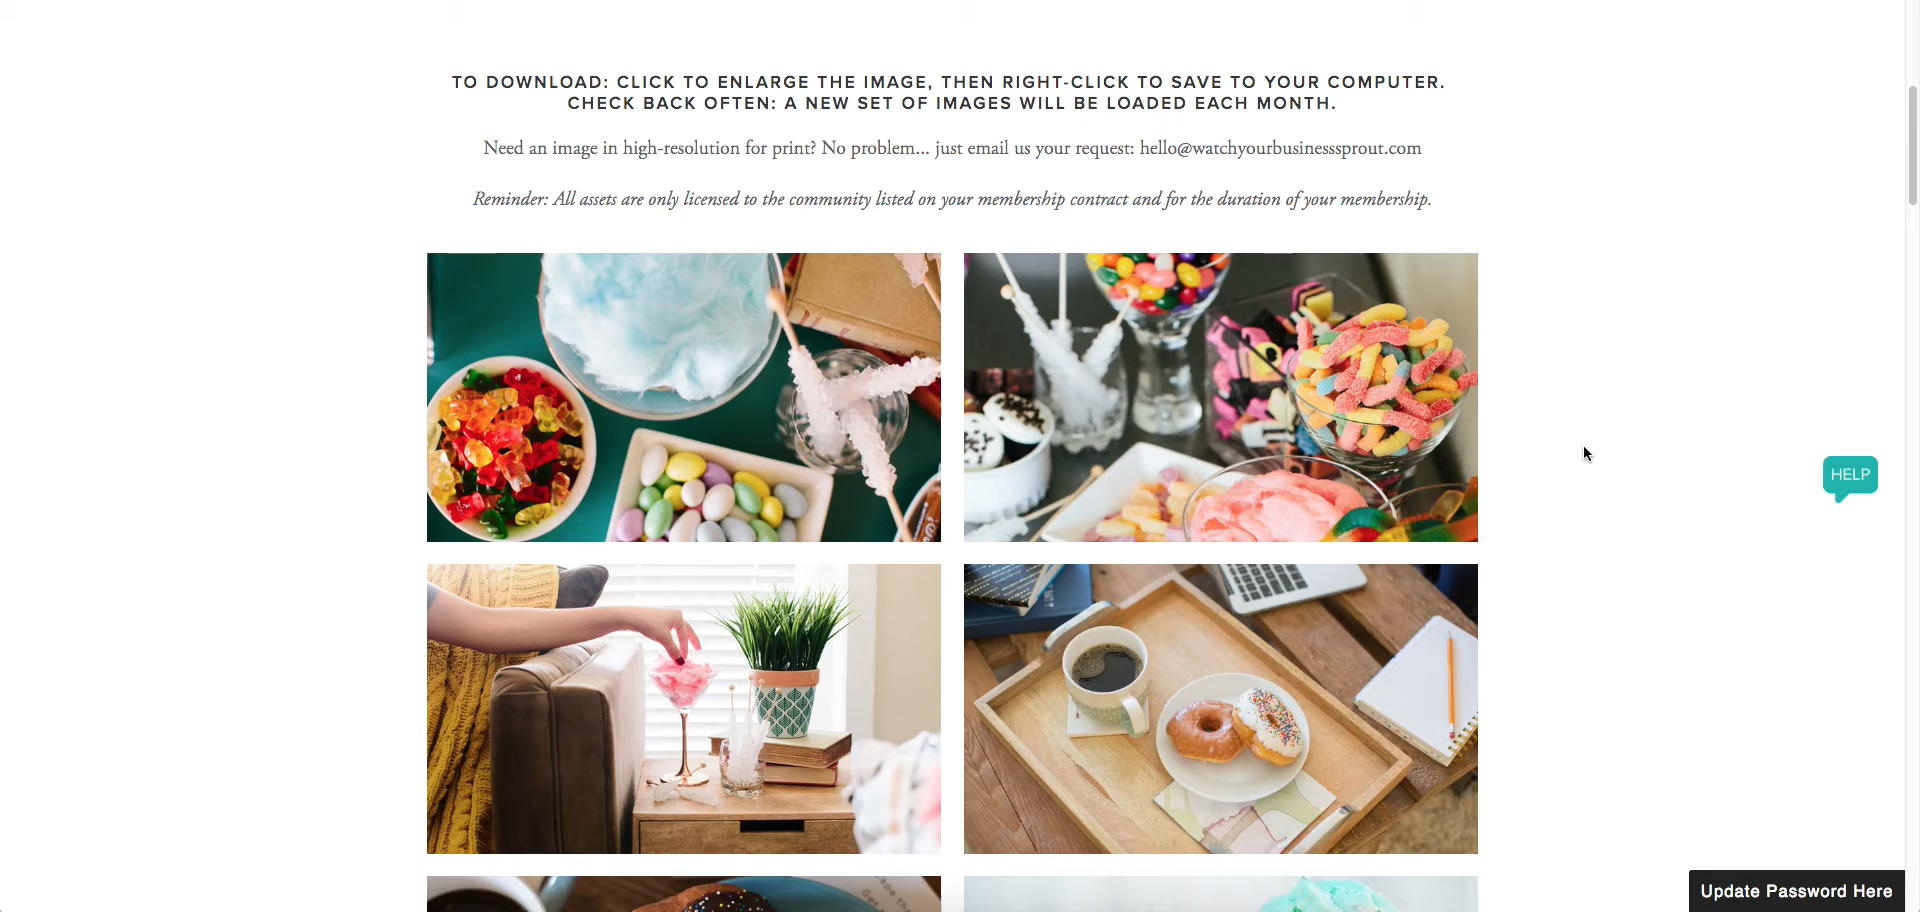 TO DOWNLOAD: CLICK TO ENLARGE THE IMAGE, THEN RIGHT-CLICK TO SAVE TO YOUR COMPUTER.
CHECK BACK OFTEN: A NEW SET OF IMAGES WILL BE LOADED EACH MONTH.
Need an image in high-resolution for print? No problem... just email us your request: hello@watchyourbusinesssprout.com
Reminder: All assets are only licensed to the community listed on your membership contract and for the duration of your membership.
HELP
Update Password Here